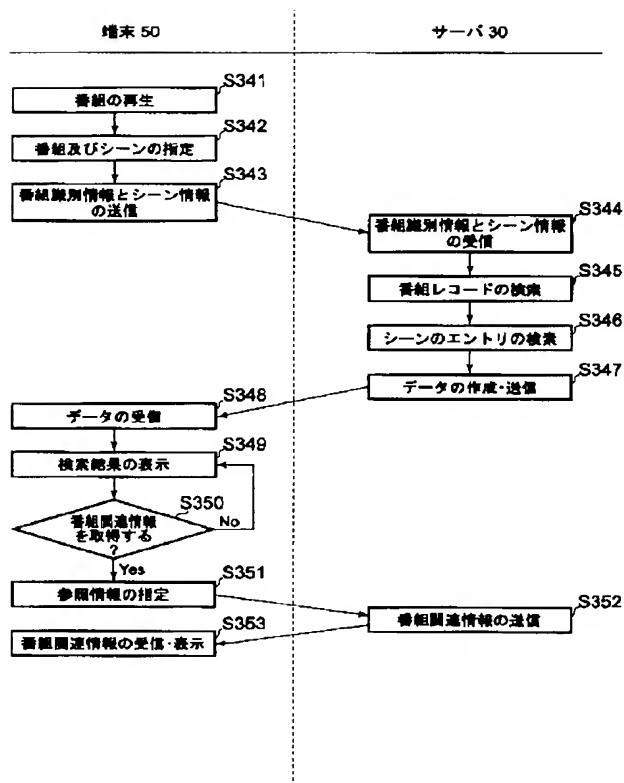 端末 50
サーバ 30
S341
番組の再生
S342
番組及びシーンの指定
S343
番組識別情報とシーン情報
の送信
S344
番組識別情報とシーン情報
の受信
S345
番組レコードの検索
S346
シーンのエントリの検索
S347
データの作成・送信
S348
データの受信
S349
検索結果の表示
S350
番組関連情報
を取得する
?
No
Yes
S351
参照情報の指定
S352
番組関連情報の送信
S353
番組関連情報の受信・表示